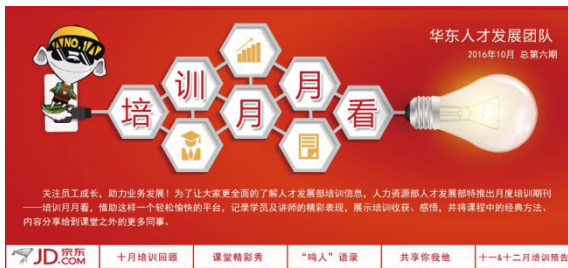 NO.1
华东人才发展团队
2016年10月 总第六期
培训月月看
关注员工成长，助力业务发展！为了让大家更全面的了解人才发展部培训信息，人力资源部人才发展部特推出月度培训期刊
——培训月月看，借助这样一个轻松愉快的平台，记录学员及讲师的精彩表现，展示培训收获、感悟，并将课程中的经典方法、
内容分享给到课堂之外的更多同事。
JD.京东
.COM
十月培训回顾
课堂精彩秀
“鸣人”语录
共享你我他
十一&十二月培训预告